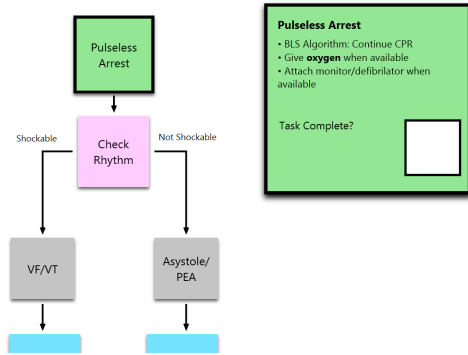 Pulseless
Arrest
Shockable
Not Shockable
Check
Rhythm
VF/VT
Asystole/
PEA
Pulseless Arrest
• BLS Algorithm: Continue CPR
• Give oxygen when available
• Attach monitor/defibrilator when
available
Task Complete?